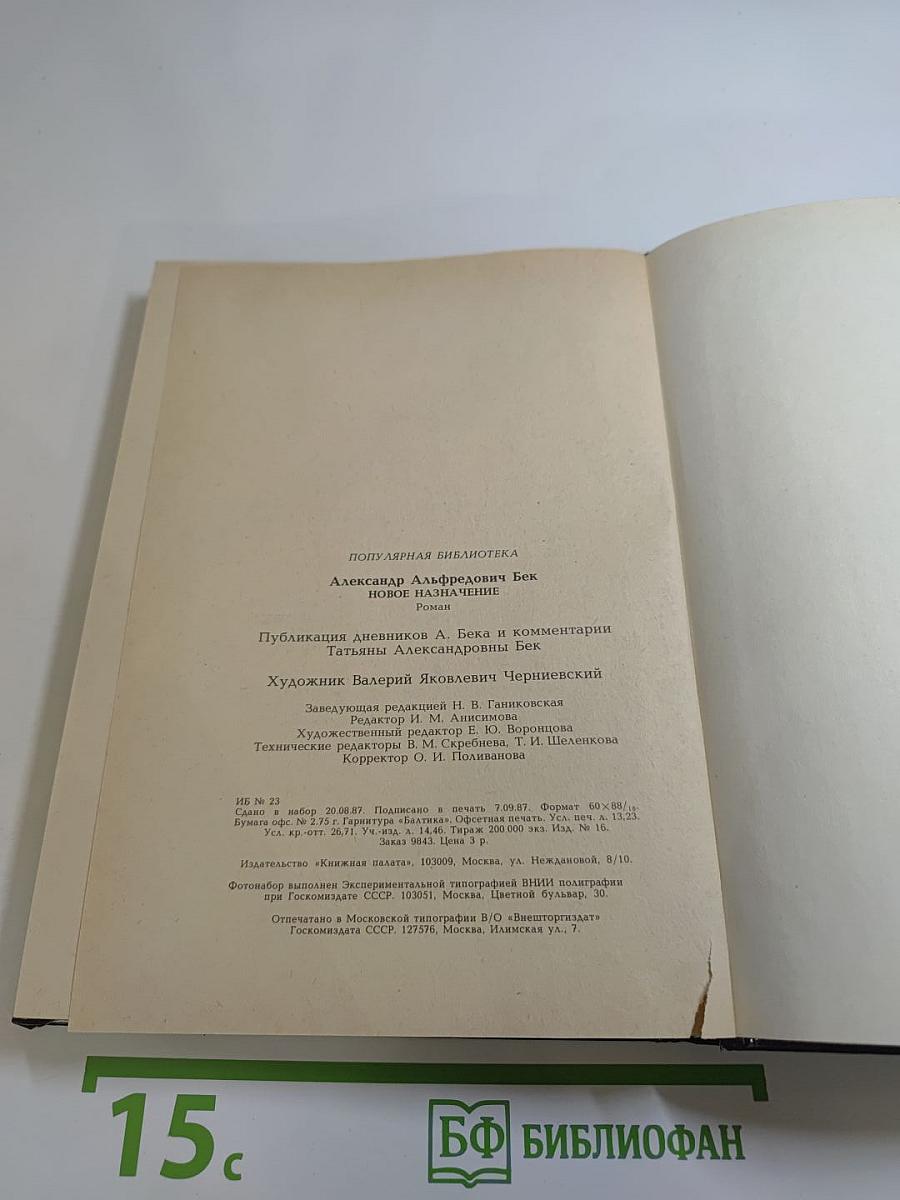 ПОПУЛЯРНАЯ БИБЛИОТЕКА
Александр Альфредович Бек
НОВОЕ НАЗНАЧЕНИЕ
Роман
Публикация дневников А. Бека и комментарии
Татьяны Александровны Бек
Художник Валерий Яковлевич Черниевский
Заведующая редакцией Н. В. Ганиковская
Редактор И. М. Анисимова
Художественный редактор Е. Ю. Воронцова
Технические редакторы В. М. Скребнева, Т. И. Шеленкова
Корректор О. И. Поливанова
ИБ № 23
Сдано в набор 20.08.87. Подписано в печать 7.09.87. Формат 60×88/₁₆.
Бумага офс. № 2.75 г. Гарнитура «Балтика». Офсетная печать. Усл. печ. л. 13,23.
Усл. кр.-отт. 26,71. Уч.-изд. л. 14,46. Тираж 200 000 экз. Изд. № 16.
Заказ 9843. Цена 3 р.
Издательство «Книжная палата», 103009, Москва, ул. Неждановой, 8/10.
Фотонабор выполнен Экспериментальной типографией ВНИИ полиграфии
при Госкомиздате СССР. 103051, Москва, Цветной бульвар, 30.
Отпечатано в Московской типографии В/О «Внешторгиздат»
Госкомиздата СССР. 127576, Москва, Илимская ул., 7.
15 с
БФ БИБЛИОФАН